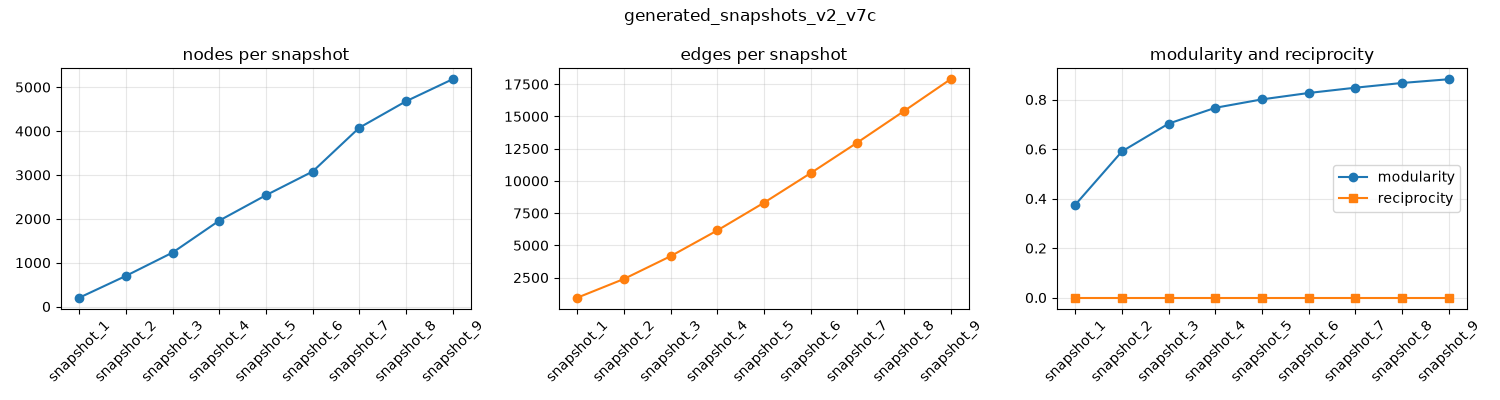 generated_snapshots_v2_v7c
nodes per snapshot
5000
4000
3000
2000
1000
0
snapshot_1
snapshot_2
snapshot_3
snapshot_4
snapshot_5
snapshot_6
snapshot_7
snapshot_8
snapshot_9
edges per snapshot
17500
15000
12500
10000
7500
5000
2500
snapshot_1
snapshot_2
snapshot_3
snapshot_4
snapshot_5
snapshot_6
snapshot_7
snapshot_8
snapshot_9
modularity and reciprocity
0.8
0.6
0.4
0.2
0.0
modularity
reciprocity
snapshot_1
snapshot_2
snapshot_3
snapshot_4
snapshot_5
snapshot_6
snapshot_7
snapshot_8
snapshot_9